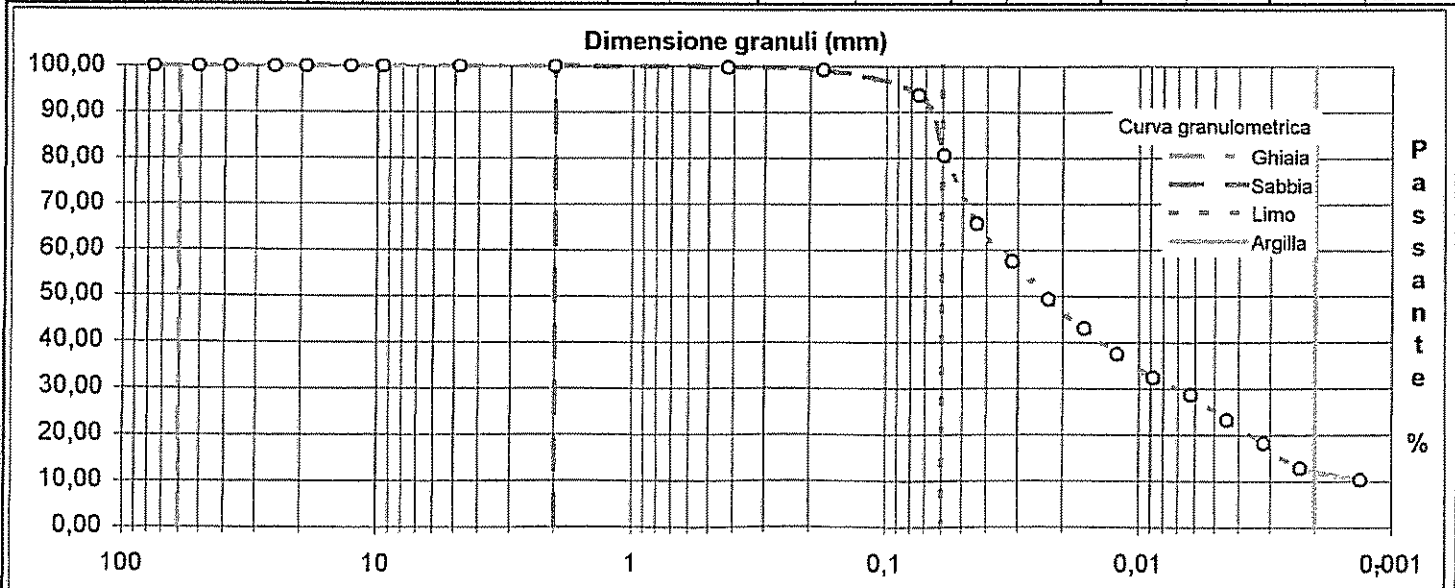 Dimensione granuli (mm)
100,00
90,00
80,00
70,00
60,00
50,00
40,00
30,00
20,00
10,00
0,00
Curva granulometrica
Ghiaia
Sabbia
Limo
Argilla
Passante %
100
10
1
0,1
0,01
0,001